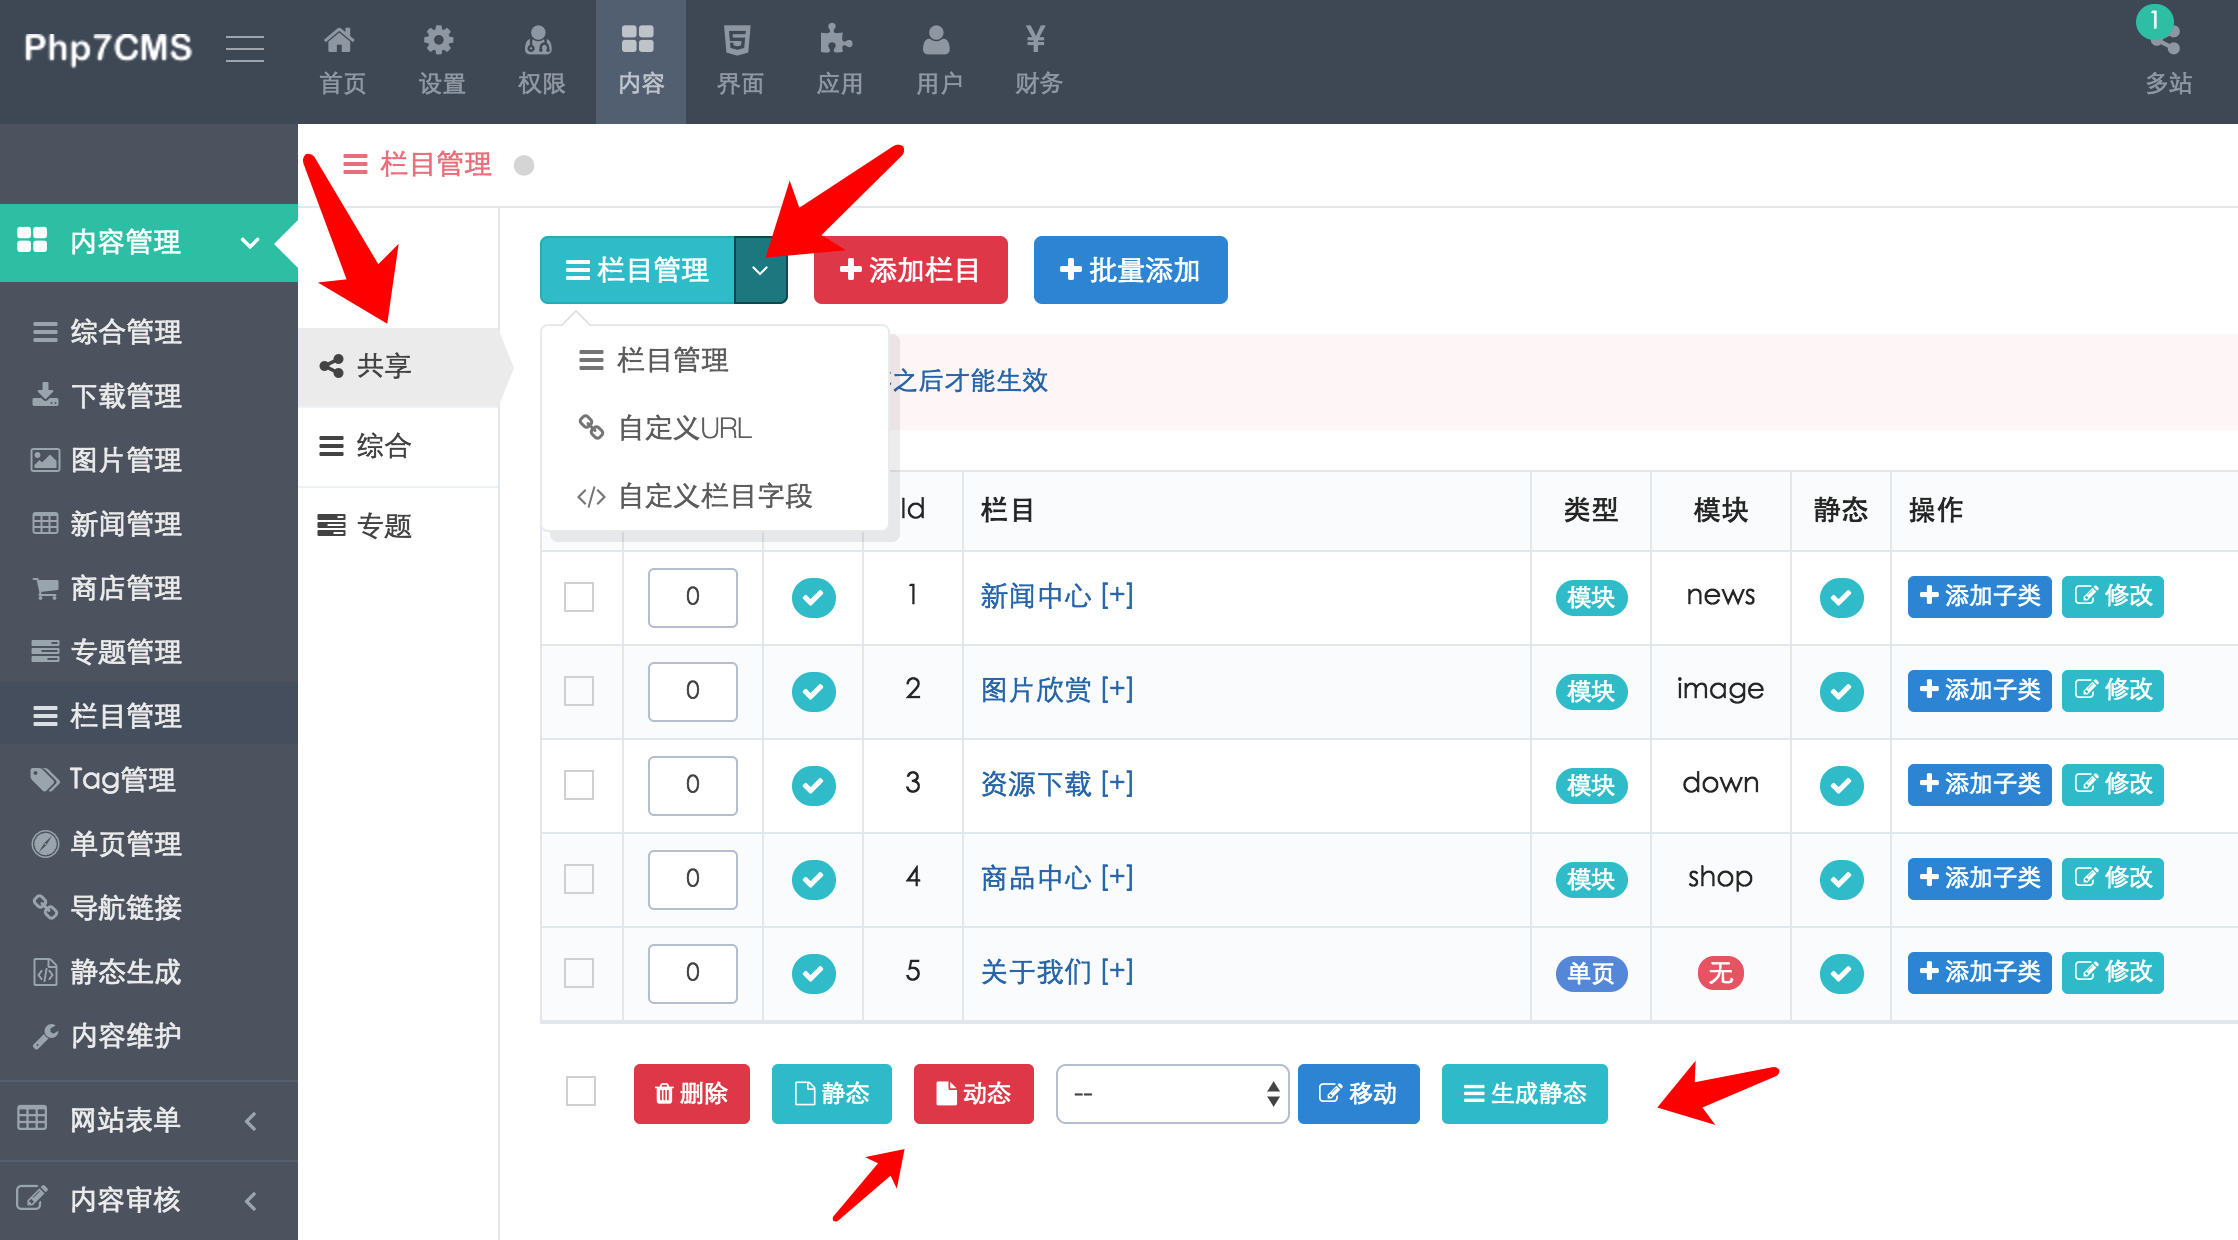 Php7CMS
首页
设置
权限
内容
界面
应用
用户
财务
1
多站
内容管理
综合管理
下载管理
图片管理
新闻管理
商店管理
专题管理
栏目管理
Tag管理
单页管理
导航链接
静态生成
内容维护
网站表单
内容审核
栏目管理
共享
综合
专题
栏目管理
添加栏目
批量添加
栏目管理
自定义URL
自定义栏目字段
之后才能生效
Id 栏目 类型 模块 静态 操作
0 1 新闻中心 [+] 模块 news 添加子类 修改
0 2 图片欣赏 [+] 模块 image 添加子类 修改
0 3 资源下载 [+] 模块 down 添加子类 修改
0 4 商品中心 [+] 模块 shop 添加子类 修改
0 5 关于我们 [+] 单页 无 添加子类 修改
删除 静态 动态 -- 移动 生成静态